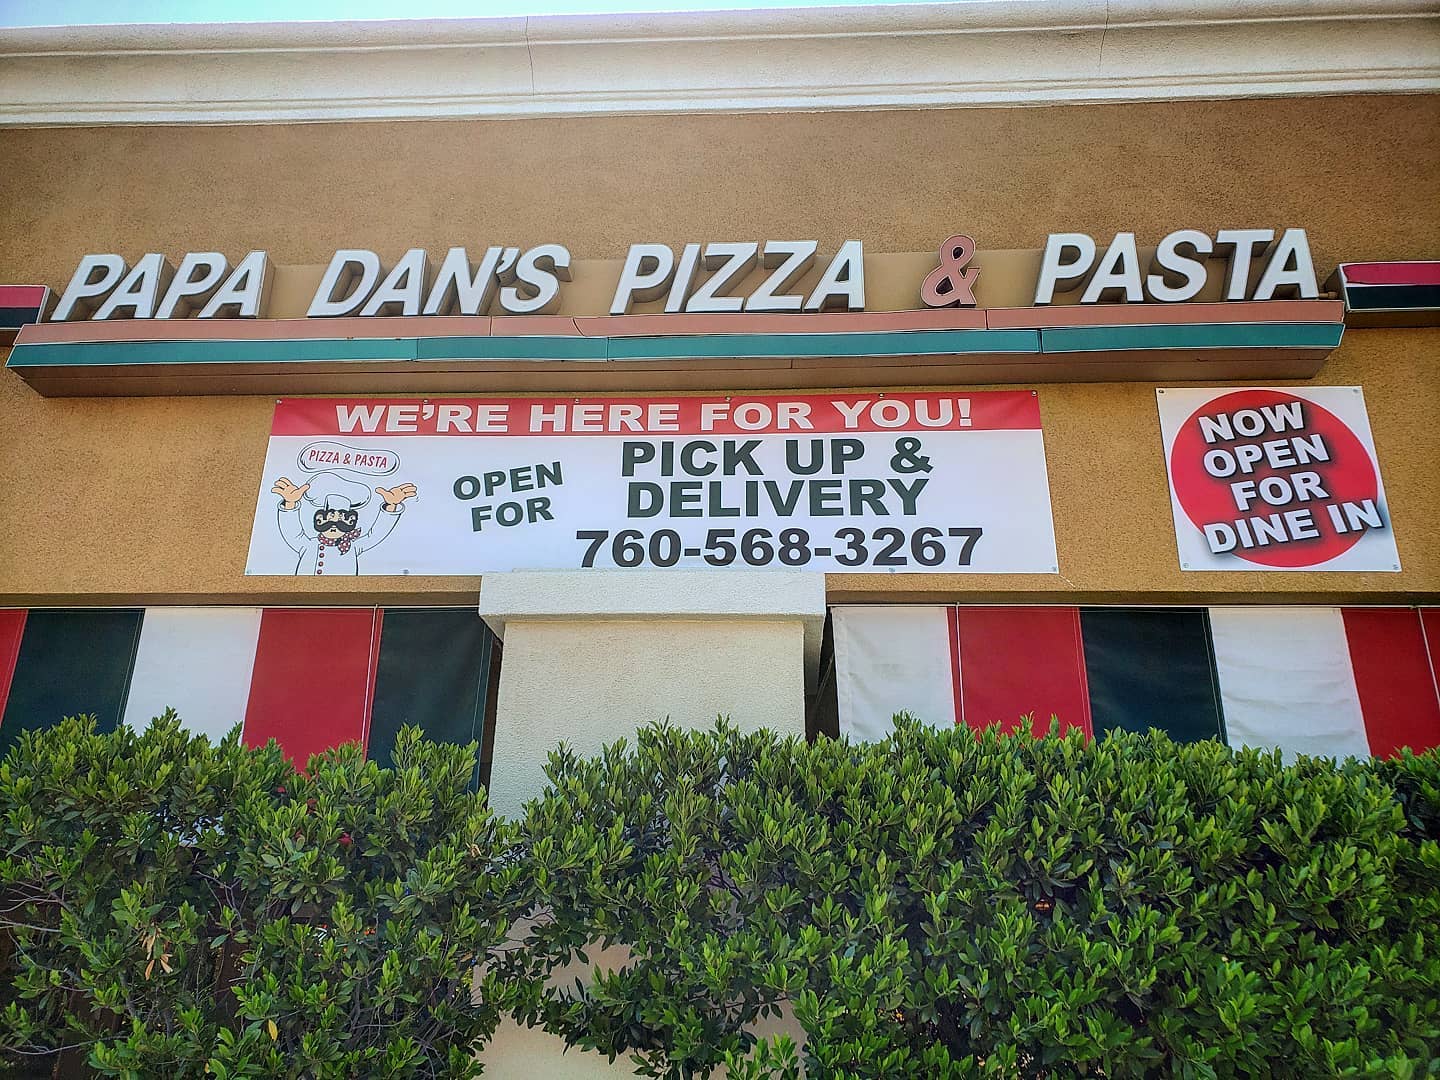 PAPA DAN'S PIZZA & PASTA
WE'RE HERE FOR YOU!
PIZZA & PASTA
OPEN
FOR
PICK UP &
DELIVERY
760-568-3267
NOW
OPEN
FOR
DINE IN